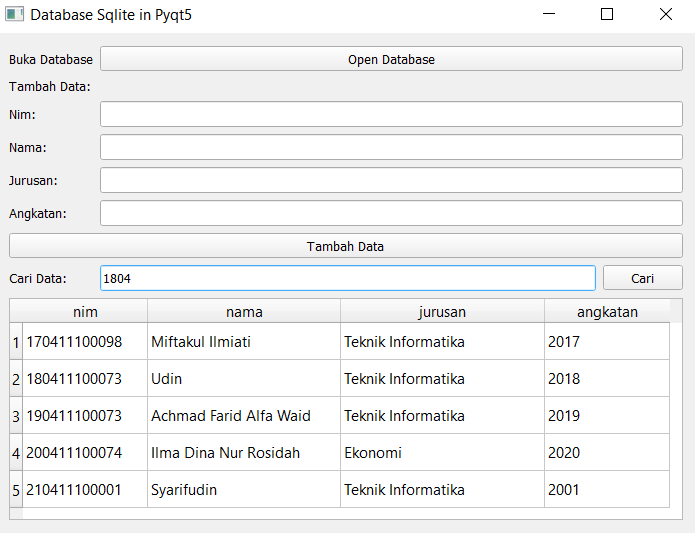 Database Sqlite in Pyqt5
Buka Database Open Database
Tambah Data:
Nim:
Nama:
Jurusan:
Angkatan:
Tambah Data
Cari Data: 1804 Cari
nim nama jurusan angkatan
1 170411100098 Miftakul Ilmiati Teknik Informatika 2017
2 180411100073 Udin Teknik Informatika 2018
3 190411100073 Achmad Farid Alfa Waid Teknik Informatika 2019
4 200411100074 Ilma Dina Nur Rosidah Ekonomi 2020
5 210411100001 Syarifudin Teknik Informatika 2001